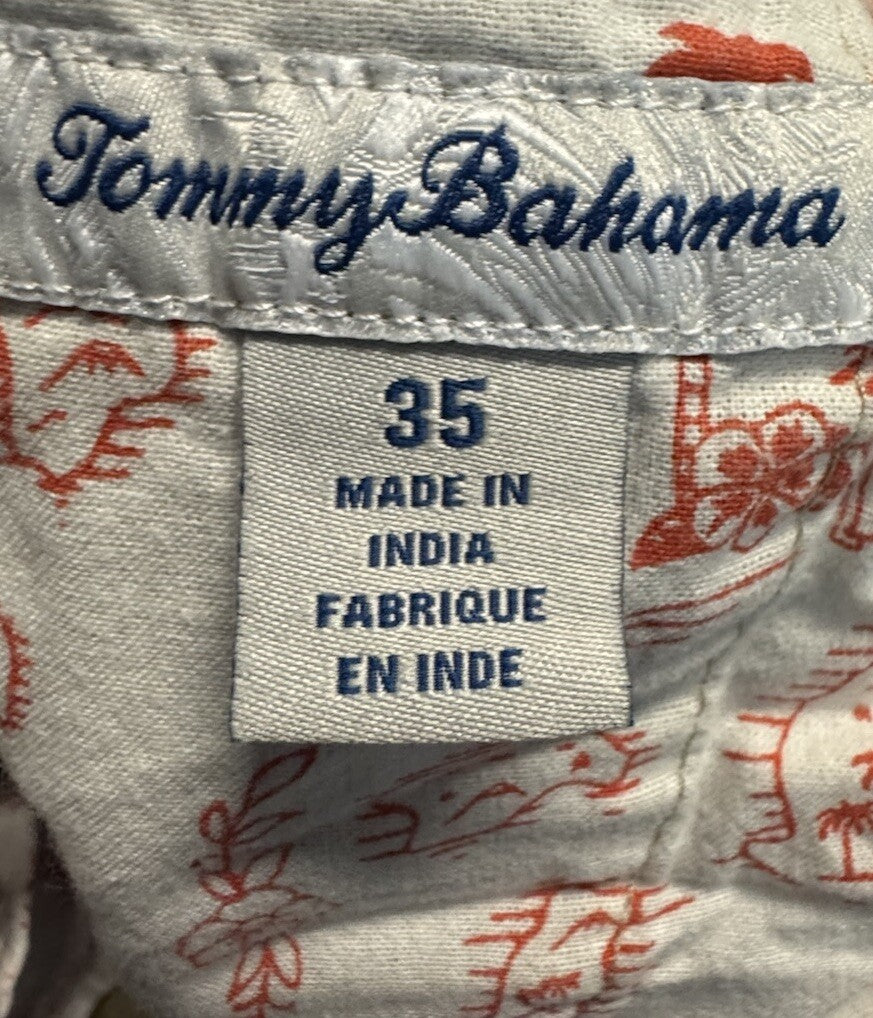 Tommy Bahama
35
MADE IN
INDIA
FABRIQUE
EN INDE